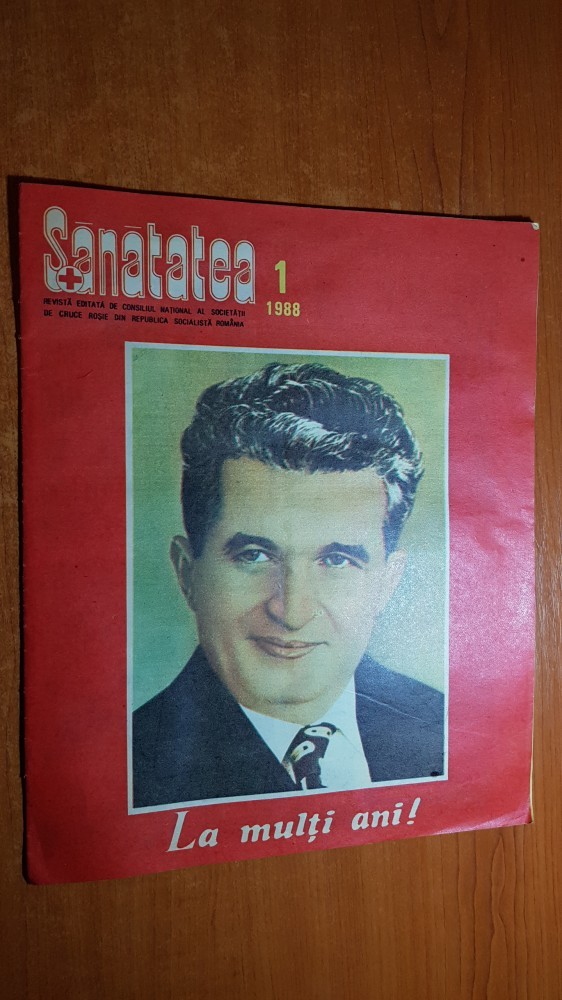 Sănătatea
1
1988
REVISTĂ EDITATĂ DE CONSILIUL NAȚIONAL AL SOCIETĂȚII
DE CRUCE ROȘIE DIN REPUBLICA SOCIALISTĂ ROMÂNIA
La mulți ani!